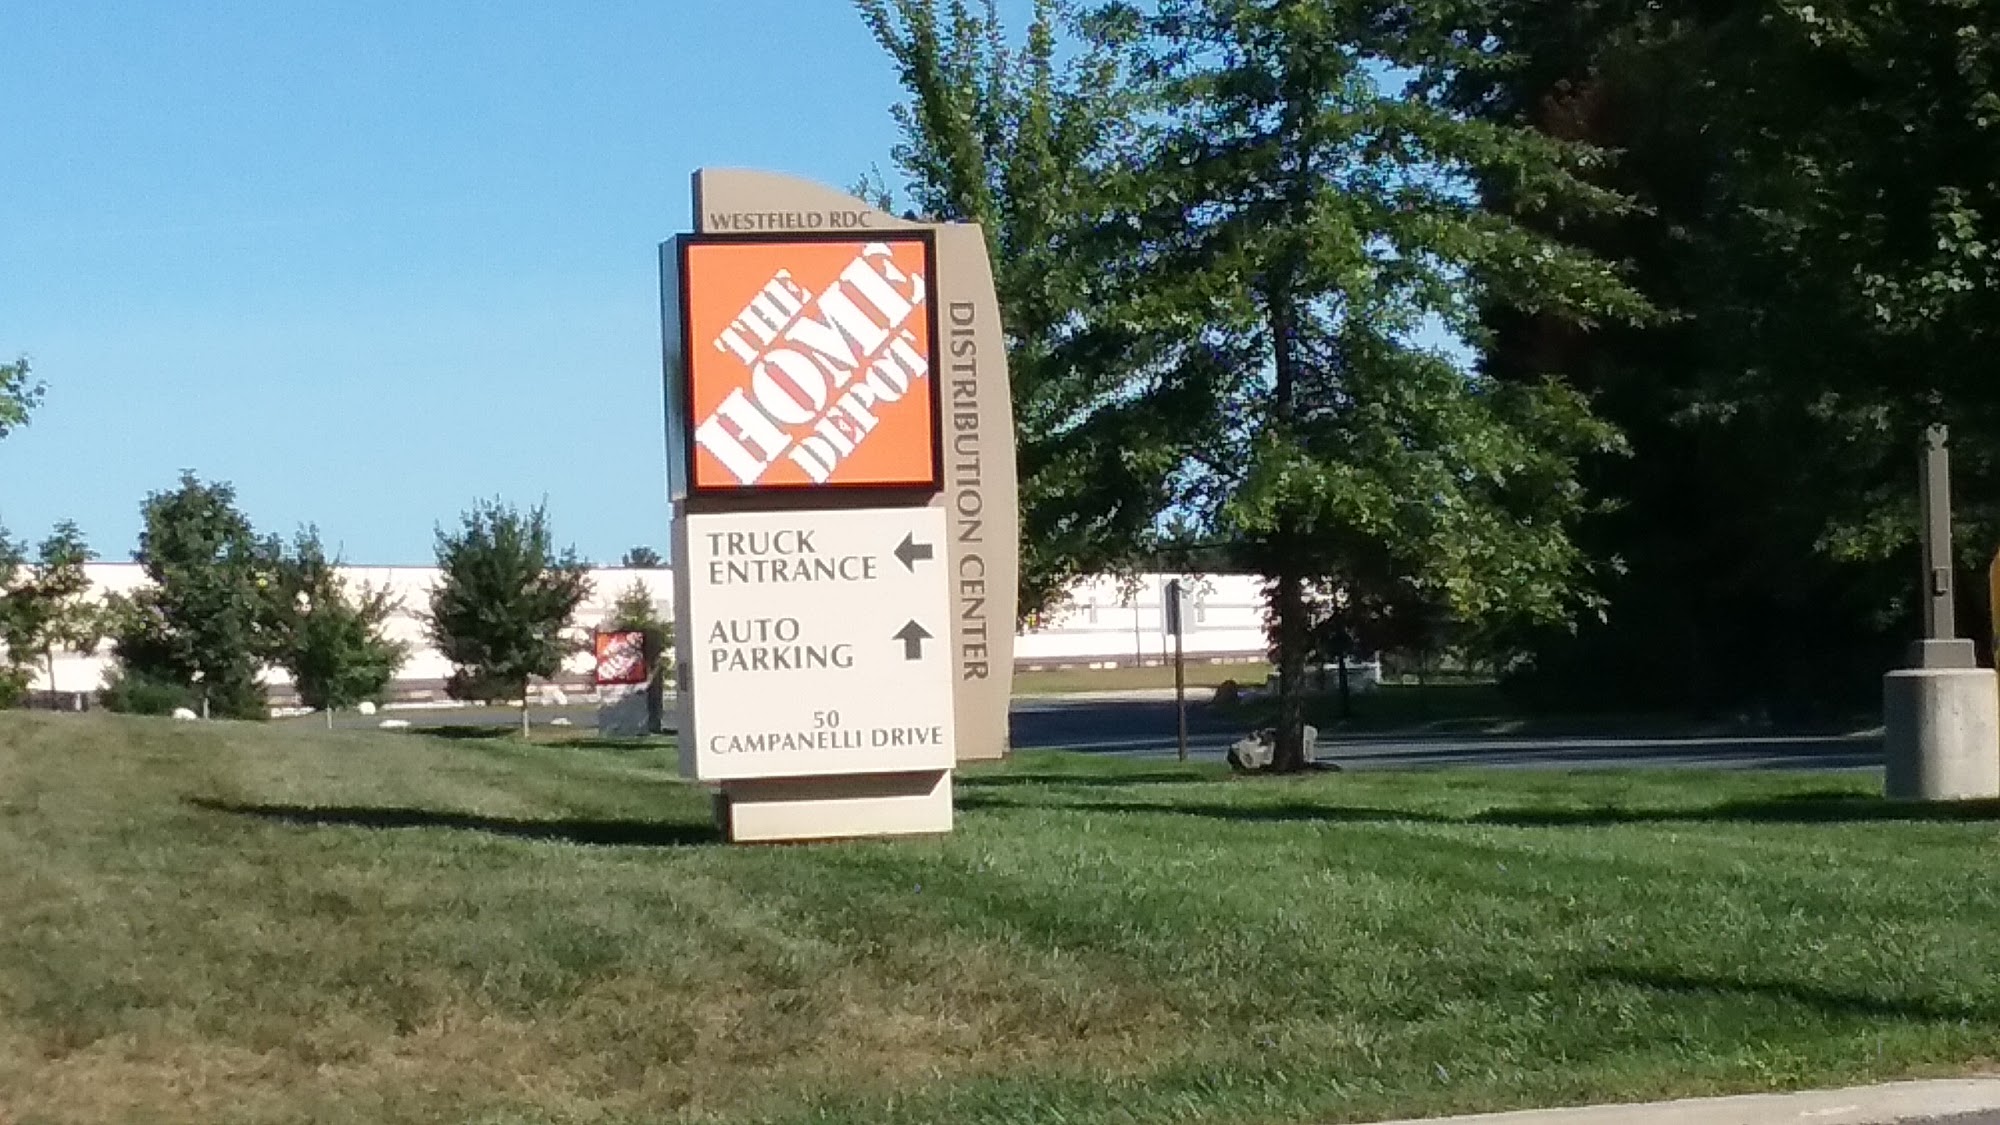 WESTFIELD RDC
THE
HOME
DEPOT
DISTRIBUTION CENTER
TRUCK
ENTRANCE
AUTO
PARKING
50
CAMPANELLI DRIVE